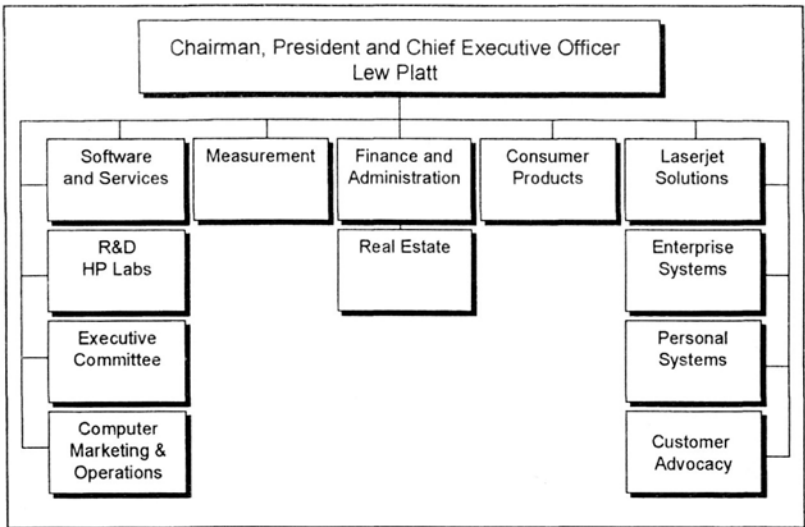 Chairman, President and Chief Executive Officer
Lew Platt
Software
and Services
Measurement
Finance and
Administration
Consumer
Products
Laserjet
Solutions
R&D
HP Labs
Real Estate
Enterprise
Systems
Executive
Committee
Personal
Systems
Computer
Marketing &
Operations
Customer
Advocacy